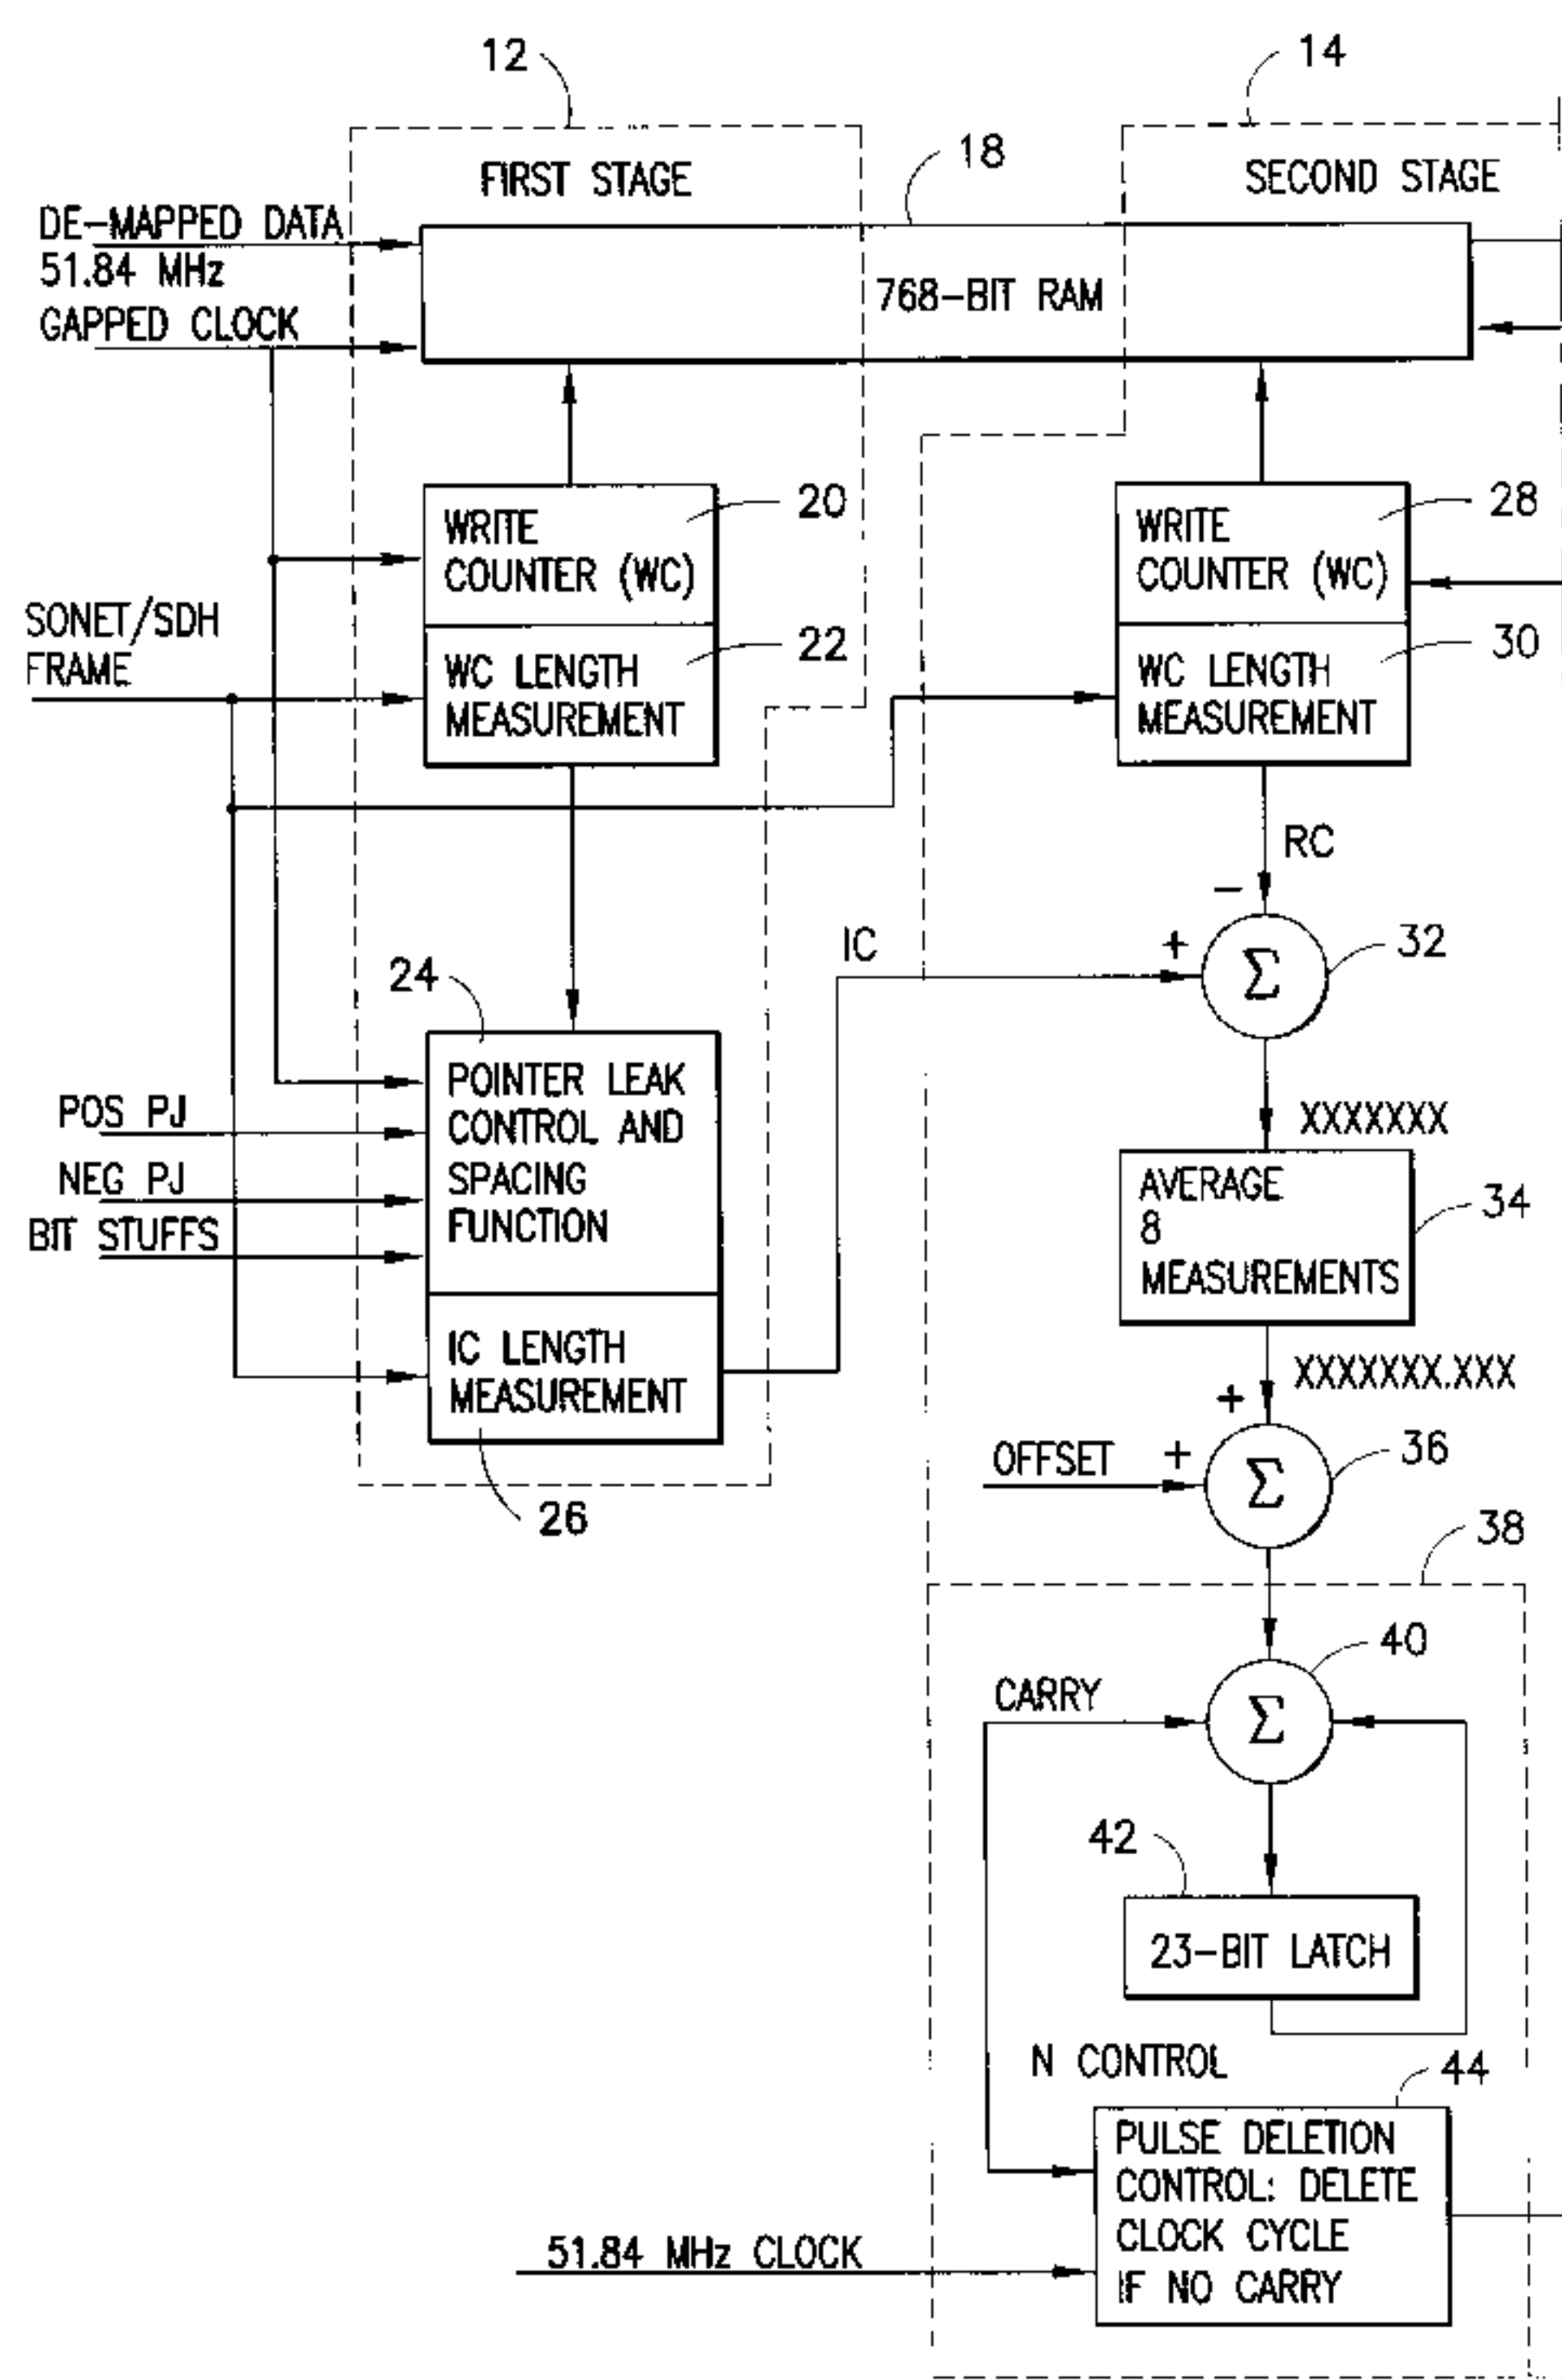 12
14
FIRST STAGE
18
SECOND STAGE
DE-MAPPED DATA
51.84 MHz
GAPPED CLOCK
768-BIT RAM
WRITE
COUNTER (WC)
20
WRITE
COUNTER (WC)
28
SONET/SDH
FRAME
WC LENGTH
MEASUREMENT
22
WC LENGTH
MEASUREMENT
30
RC
−
IC
+
Σ
32
24
POINTER LEAK
CONTROL AND
SPACING
FUNCTION
POS PJ
NEG PJ
BIT STUFFS
XXXXXXX
AVERAGE
8
MEASUREMENTS
34
IC LENGTH
MEASUREMENT
26
XXXXXXX.XXX
+
OFFSET
+
Σ
36
38
40
CARRY
Σ
42
23-BIT LATCH
N CONTROL
44
PULSE DELETION
CONTROL: DELETE
CLOCK CYCLE
IF NO CARRY
51.84 MHz CLOCK